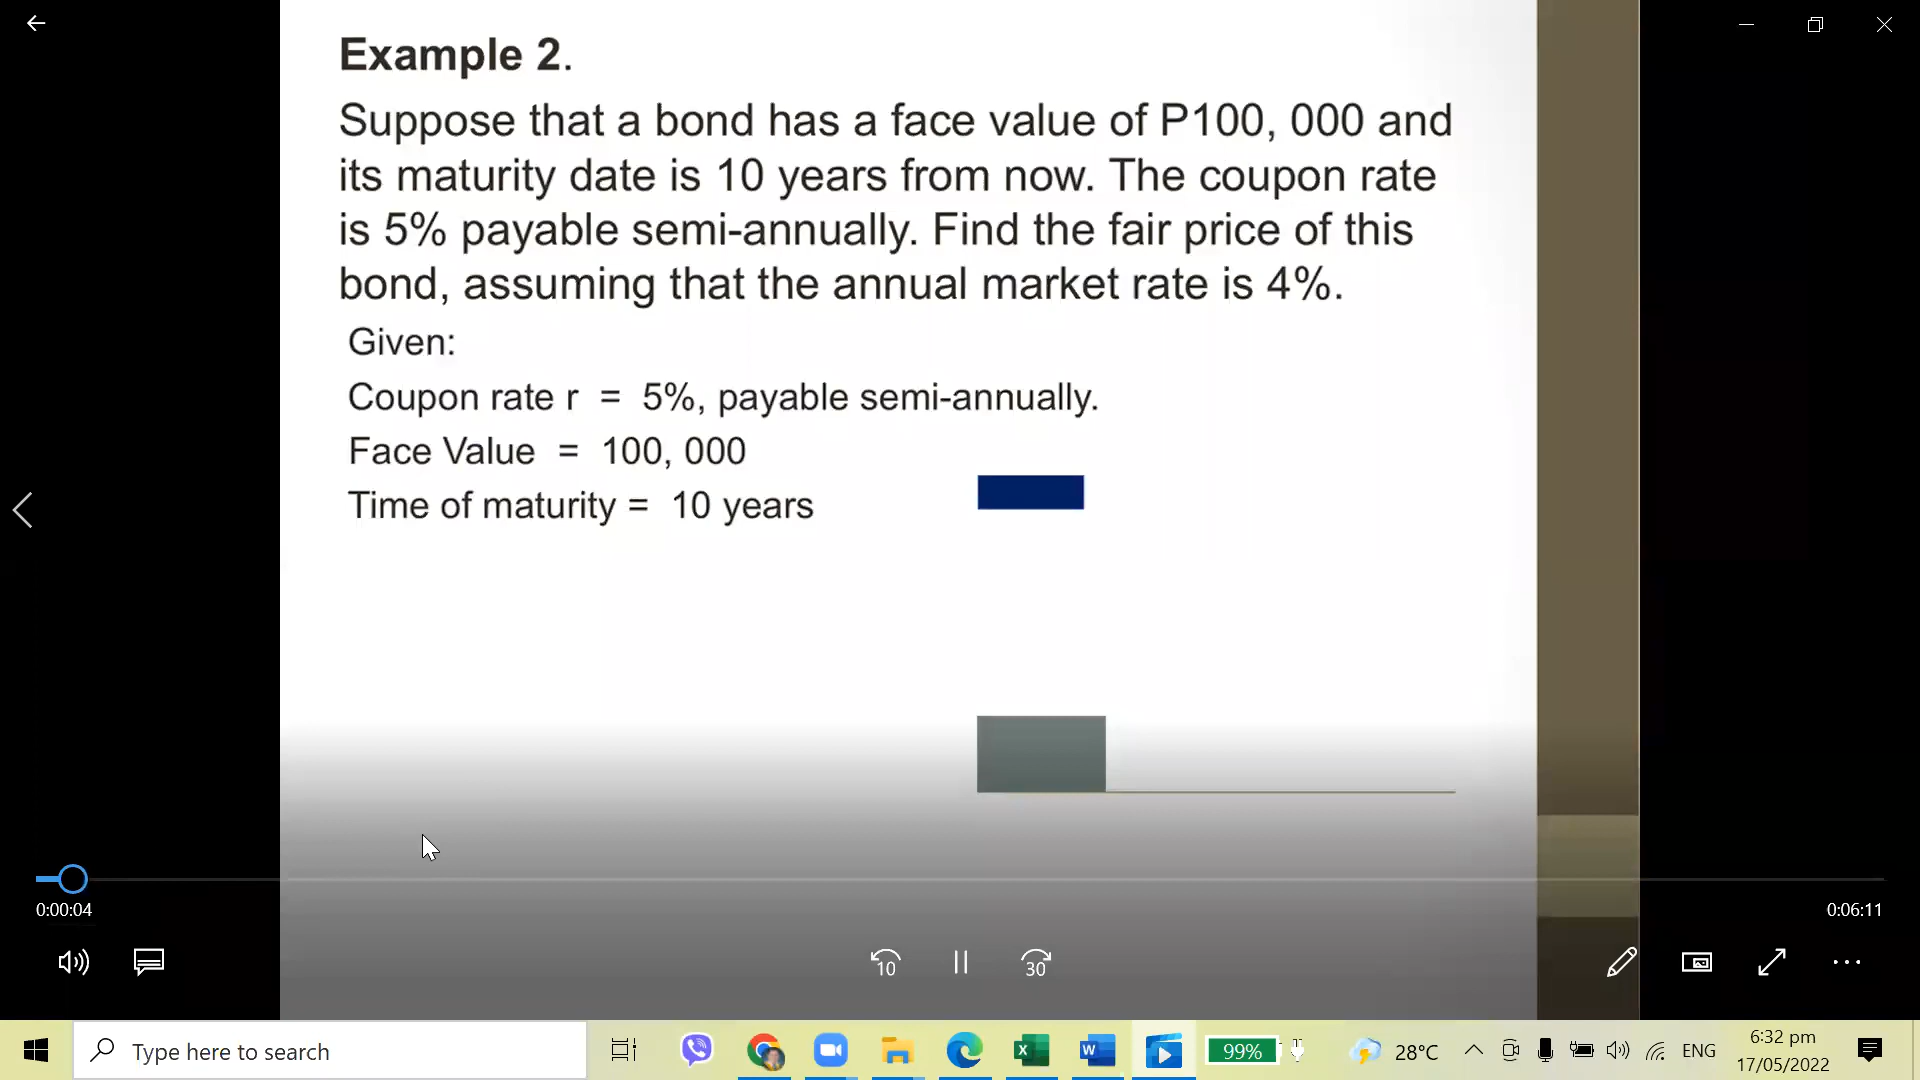 Example 2.
Suppose that a bond has a face value of P100, 000 and
its maturity date is 10 years from now. The coupon rate
is 5% payable semi-annually. Find the fair price of this
bond, assuming that the annual market rate is 4%.
Given:
Coupon rate r = 5%, payable semi-annually.
Face Value = 100, 000
Time of maturity = 10 years
0:00:04
0:06:11
10
30
Type here to search
99%
28°C
ENG
6:32 pm
17/05/2022